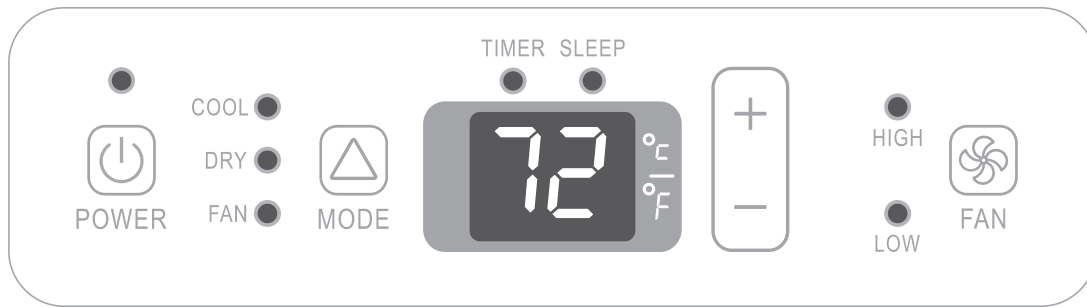 TIMER SLEEP
COOL
DRY
FAN
POWER
MODE
72
°C
°F
+
−
HIGH
LOW
FAN